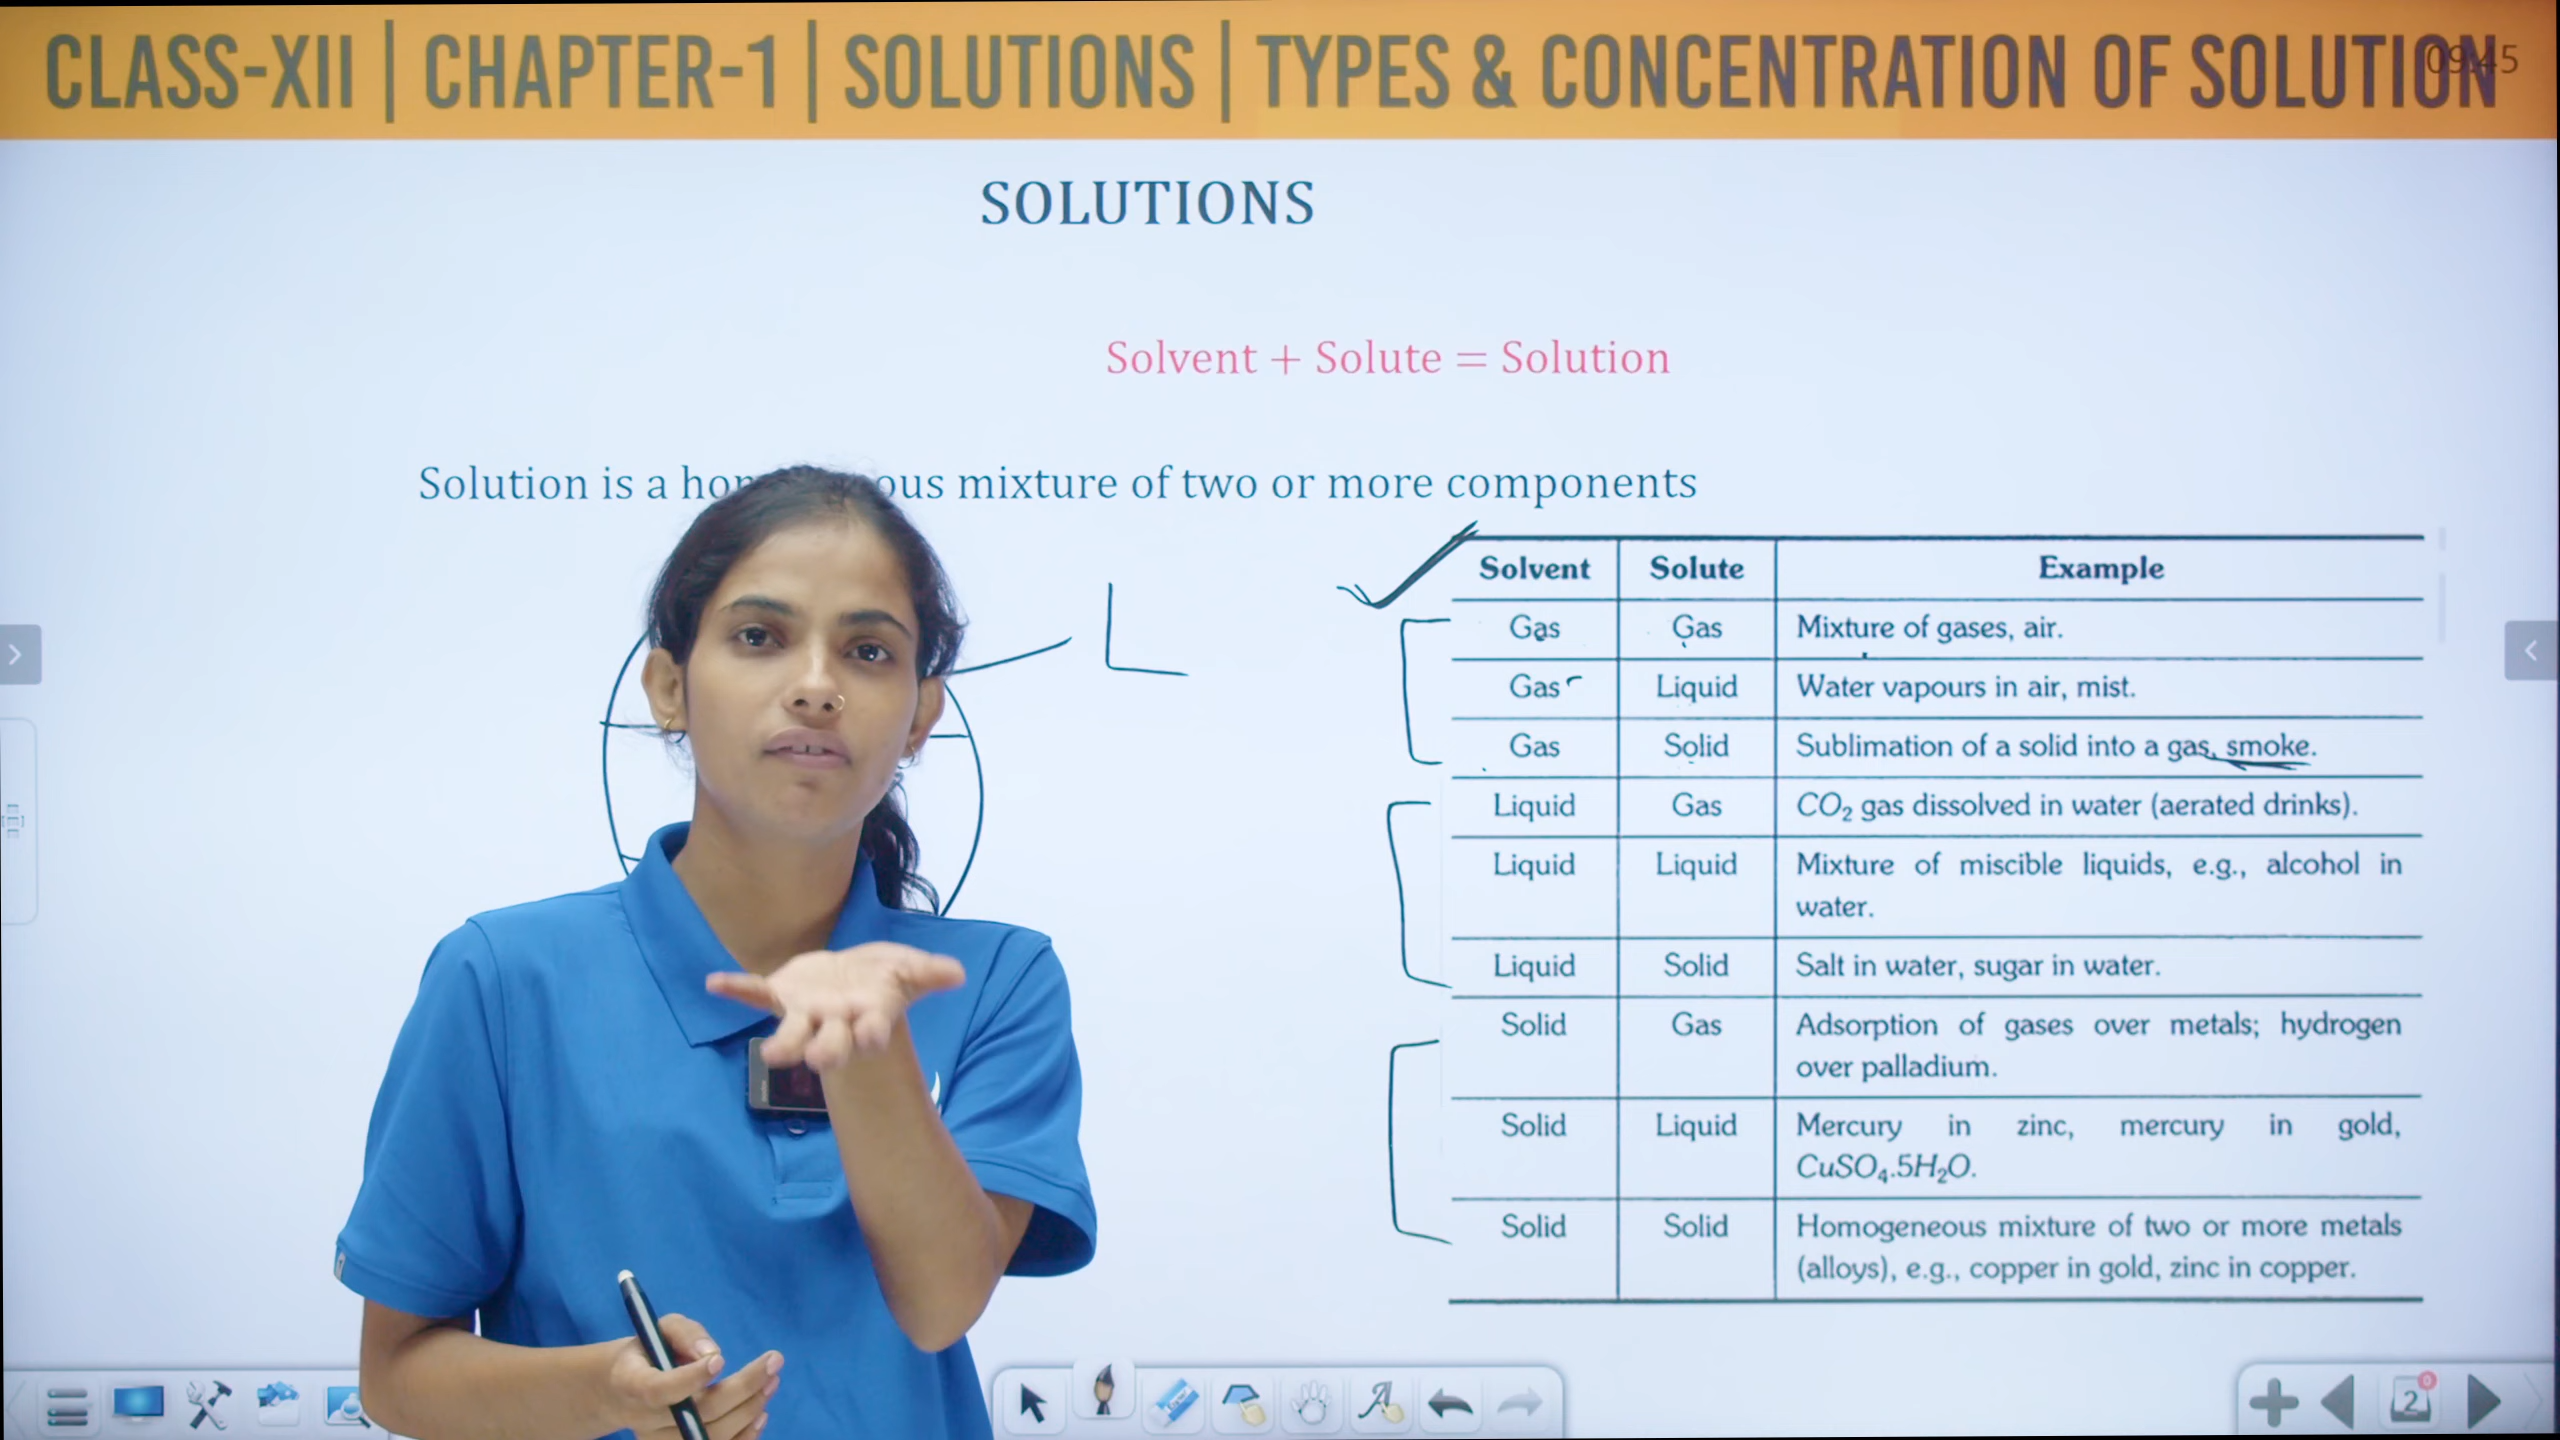 CLASS-XII | CHAPTER-1 | SOLUTIONS | TYPES & CONCENTRATION OF SOLUTION
09:45
SOLUTIONS
Solvent + Solute = Solution
Solution is a hom ous mixture of two or more components
L
Solvent Solute Example
Gas Gas Mixture of gases, air.
Gas Liquid Water vapours in air, mist.
Gas Solid Sublimation of a solid into a gas, smoke.
Liquid Gas CO₂ gas dissolved in water (aerated drinks).
Liquid Liquid Mixture of miscible liquids, e.g., alcohol in
water.
Liquid Solid Salt in water, sugar in water.
Solid Gas Adsorption of gases over metals; hydrogen
over palladium.
Solid Liquid Mercury in zinc, mercury in gold,
CuSO₄.5H₂O.
Solid Solid Homogeneous mixture of two or more metals
(alloys), e.g., copper in gold, zinc in copper.
2
0